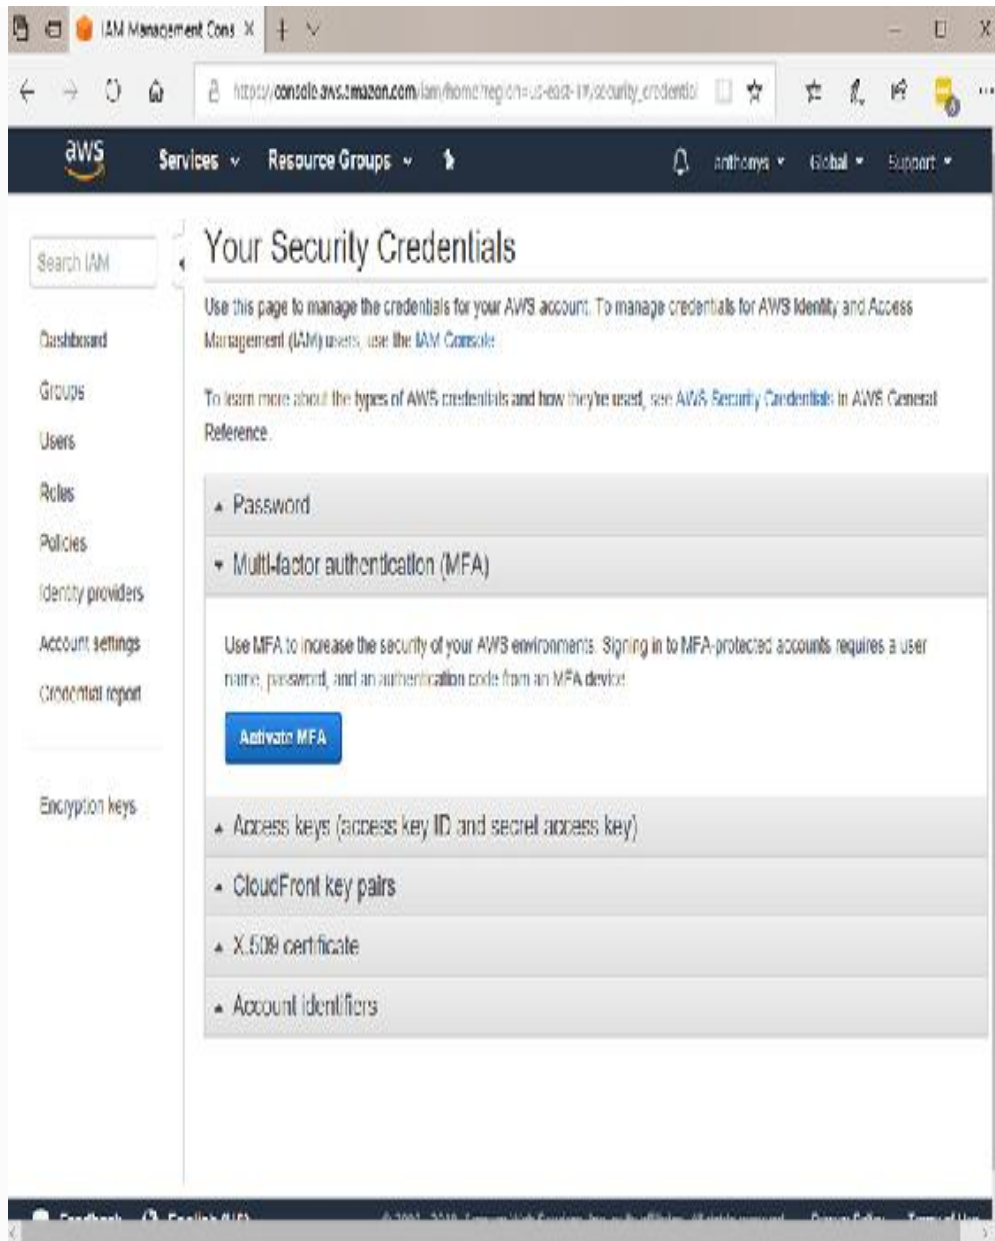 IAM Management Cons
https://console.aws.amazon.com/iam/home?region=us-east-1#/security_credential
aws
Services
Resource Groups
anthonys
Global
Support
Search IAM
Dashboard
Groups
Users
Roles
Policies
Identity providers
Account settings
Credential report
Encryption keys
Your Security Credentials
Use this page to manage the credentials for your AWS account. To manage credentials for AWS Identity and Access
Management (IAM) users, use the IAM Console
To learn more about the types of AWS credentials and how they're used, see AWS Security Credentials in AWS General
Reference.
Password
Multi-factor authentication (MFA)
Use MFA to increase the security of your AWS environments. Signing in to MFA-protected accounts requires a user
name, password, and an authentication code from an MFA device
Activate MFA
Access keys (access key ID and secret access key)
CloudFront key pairs
X.509 certificate
Account identifiers
Feedback
English (US)